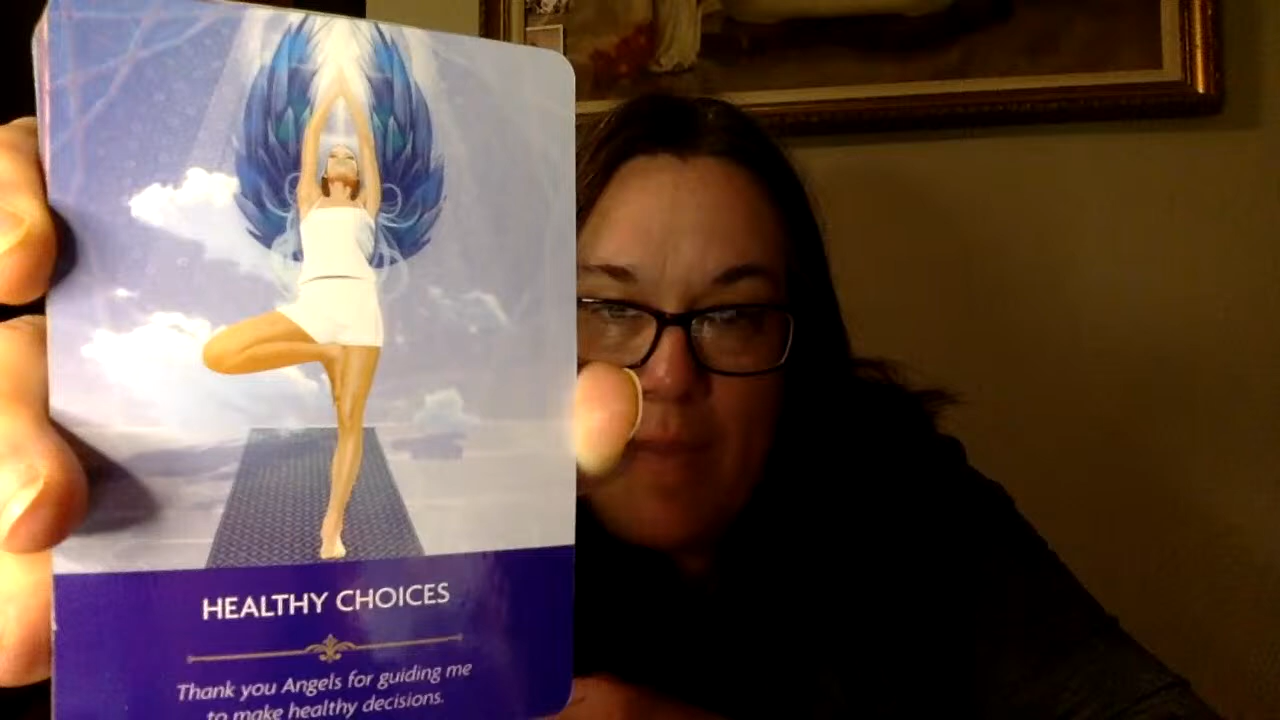 HEALTHY CHOICES
Thank you Angels for guiding me
to make healthy decisions.